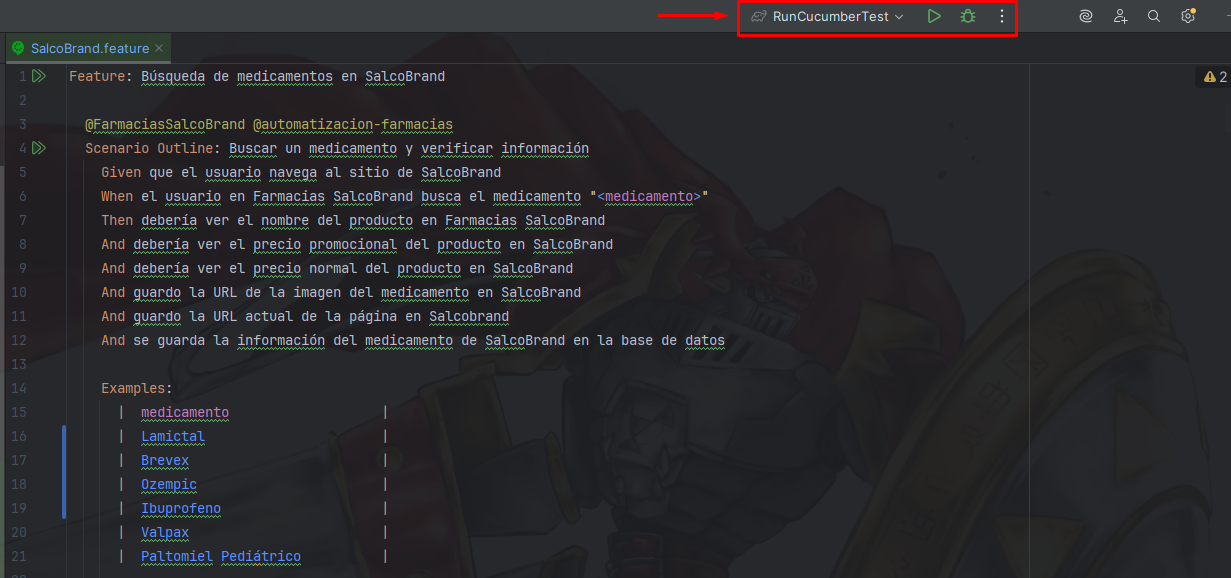 RunCucumberTest
SalcoBrand.feature
2
1 Feature: Búsqueda de medicamentos en SalcoBrand
2
3 @FarmaciasSalcoBrand @automatizacion-farmacias
4 Scenario Outline: Buscar un medicamento y verificar información
5 Given que el usuario navega al sitio de SalcoBrand
6 When el usuario en Farmacias SalcoBrand busca el medicamento "<medicamento>"
7 Then debería ver el nombre del producto en Farmacias SalcoBrand
8 And debería ver el precio promocional del producto en SalcoBrand
9 And debería ver el precio normal del producto en SalcoBrand
10 And guardo la URL de la imagen del medicamento en SalcoBrand
11 And guardo la URL actual de la página en Salcobrand
12 And se guarda la información del medicamento de SalcoBrand en la base de datos
13
14 Examples:
15 | medicamento |
16 | Lamictal |
17 | Brevex |
18 | Ozempic |
19 | Ibuprofeno |
20 | Valpax |
21 | Paltomiel Pediátrico |